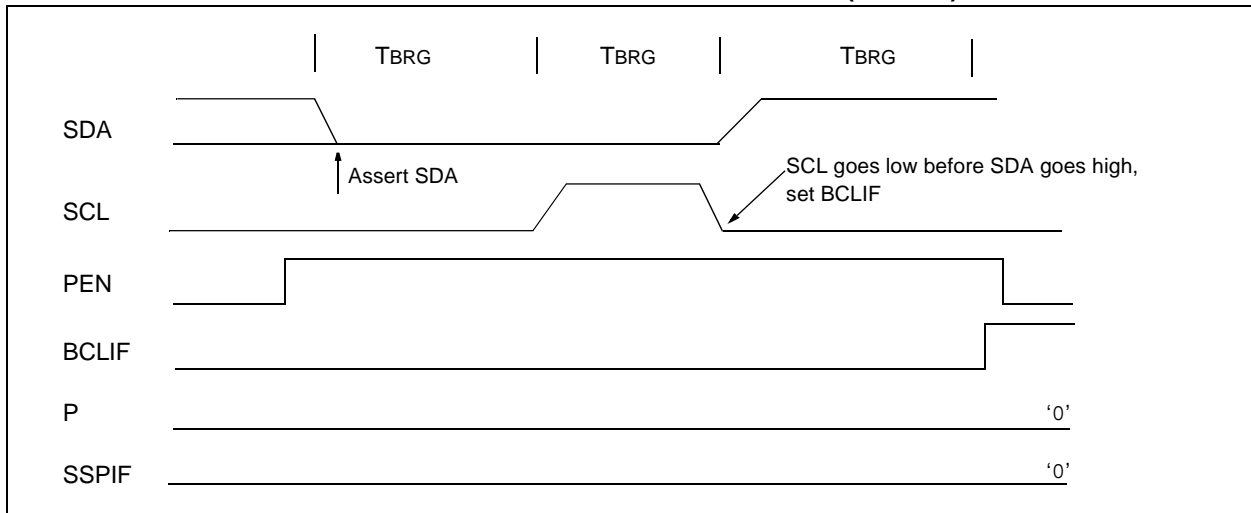 TBRG TBRG TBRG
SDA
Assert SDA
SCL goes low before SDA goes high,
set BCLIF
SCL
PEN
BCLIF
P
‘0’
SSPIF
‘0’